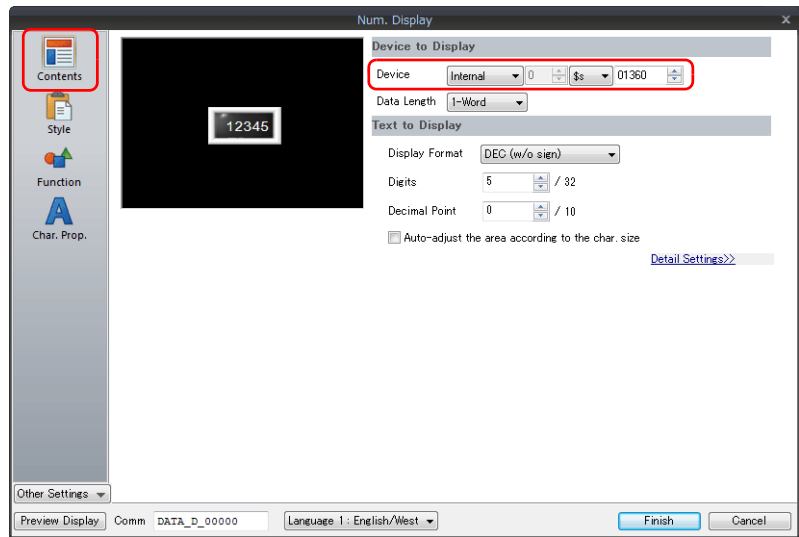 Num. Display x
Contents
Style
Function
Char. Prop.
12345
Device to Display
Device Internal 0 $s 01360
Data Length 1-Word
Text to Display
Display Format DEC (w/o sign)
Digits 5 / 32
Decimal Point 0 / 10
Auto-adjust the area according to the char. size
Detail Settings>>
Other Settings
Preview Display Comm DATA_D_00000 Language 1 : English/West Finish Cancel